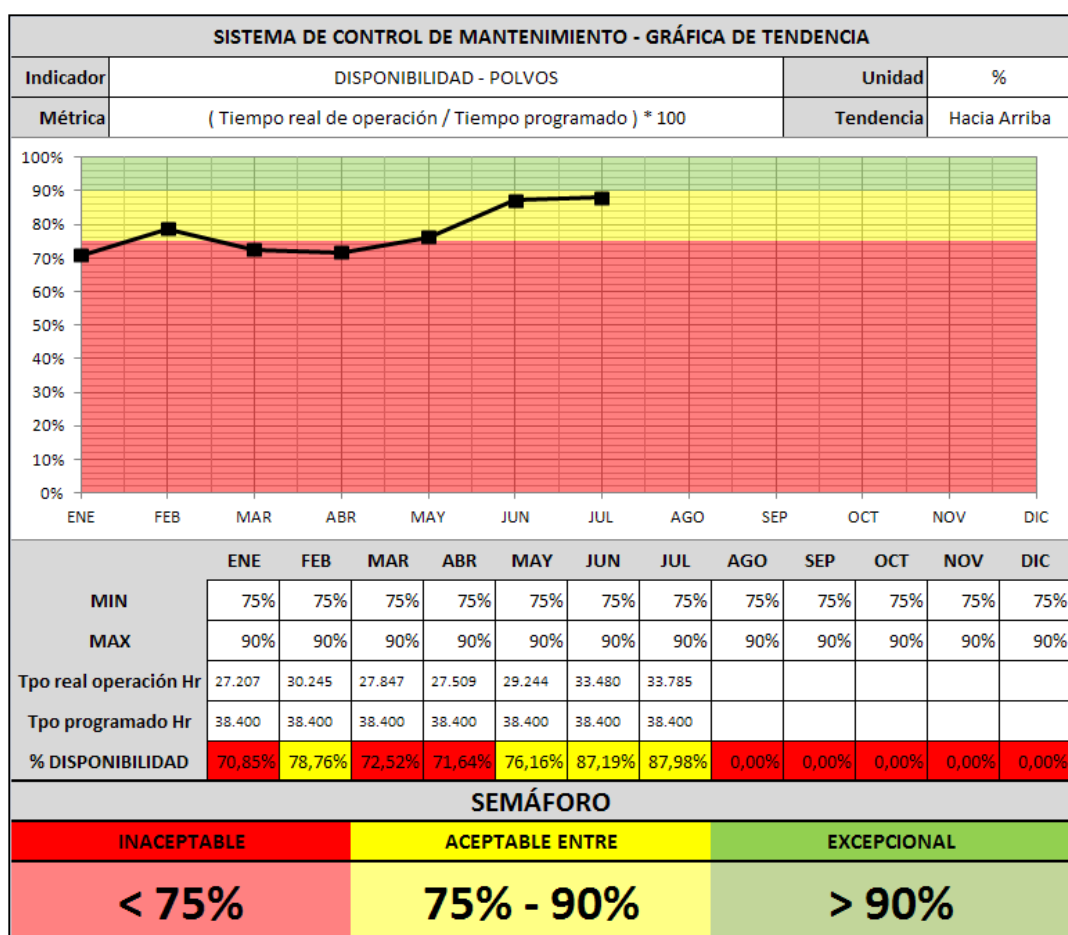 SISTEMA DE CONTROL DE MANTENIMIENTO - GRÁFICA DE TENDENCIA
Indicador DISPONIBILIDAD - POLVOS Unidad %
Métrica ( Tiempo real de operación / Tiempo programado ) * 100 Tendencia Hacia Arriba
100%
90%
80%
70%
60%
50%
40%
30%
20%
10%
0%
ENE FEB MAR ABR MAY JUN JUL AGO SEP OCT NOV DIC
ENE FEB MAR ABR MAY JUN JUL AGO SEP OCT NOV DIC
MIN 75% 75% 75% 75% 75% 75% 75% 75% 75% 75% 75% 75%
MAX 90% 90% 90% 90% 90% 90% 90% 90% 90% 90% 90% 90%
Tpo real operación Hr 27.207 30.245 27.847 27.509 29.244 33.480 33.785
Tpo programado Hr 38.400 38.400 38.400 38.400 38.400 38.400 38.400
% DISPONIBILIDAD 70,85% 78,76% 72,52% 71,64% 76,16% 87,19% 87,98% 0,00% 0,00% 0,00% 0,00% 0,00%
SEMÁFORO
INACEPTABLE ACEPTABLE ENTRE EXCEPCIONAL
< 75% 75% - 90% > 90%